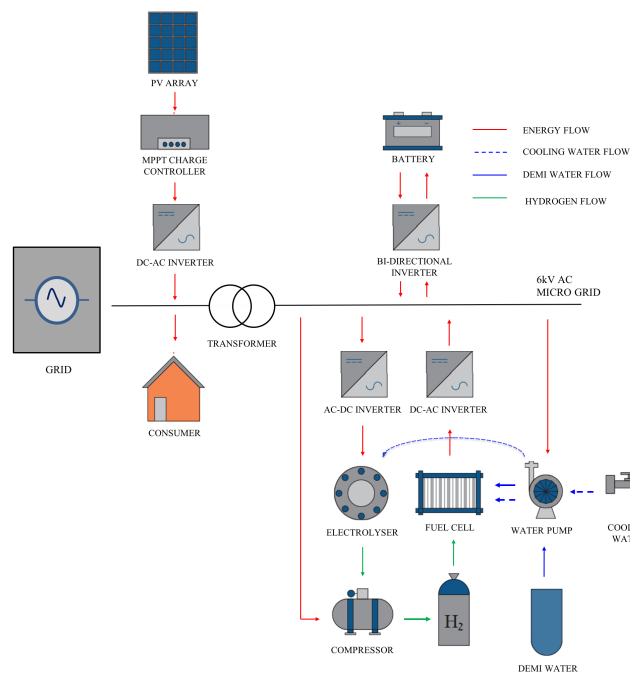 PV ARRAY
MPPT CHARGE
CONTROLLER
DC-AC INVERTER
GRID
CONSUMER
TRANSFORMER
+ −
BATTERY
BI-DIRECTIONAL
INVERTER
ENERGY FLOW
COOLING WATER FLOW
DEMI WATER FLOW
HYDROGEN FLOW
6kV AC
MICRO GRID
AC-DC INVERTER
DC-AC INVERTER
ELECTROLYSER
FUEL CELL
WATER PUMP
COOL
WAT
COMPRESSOR
H2
DEMI WATER